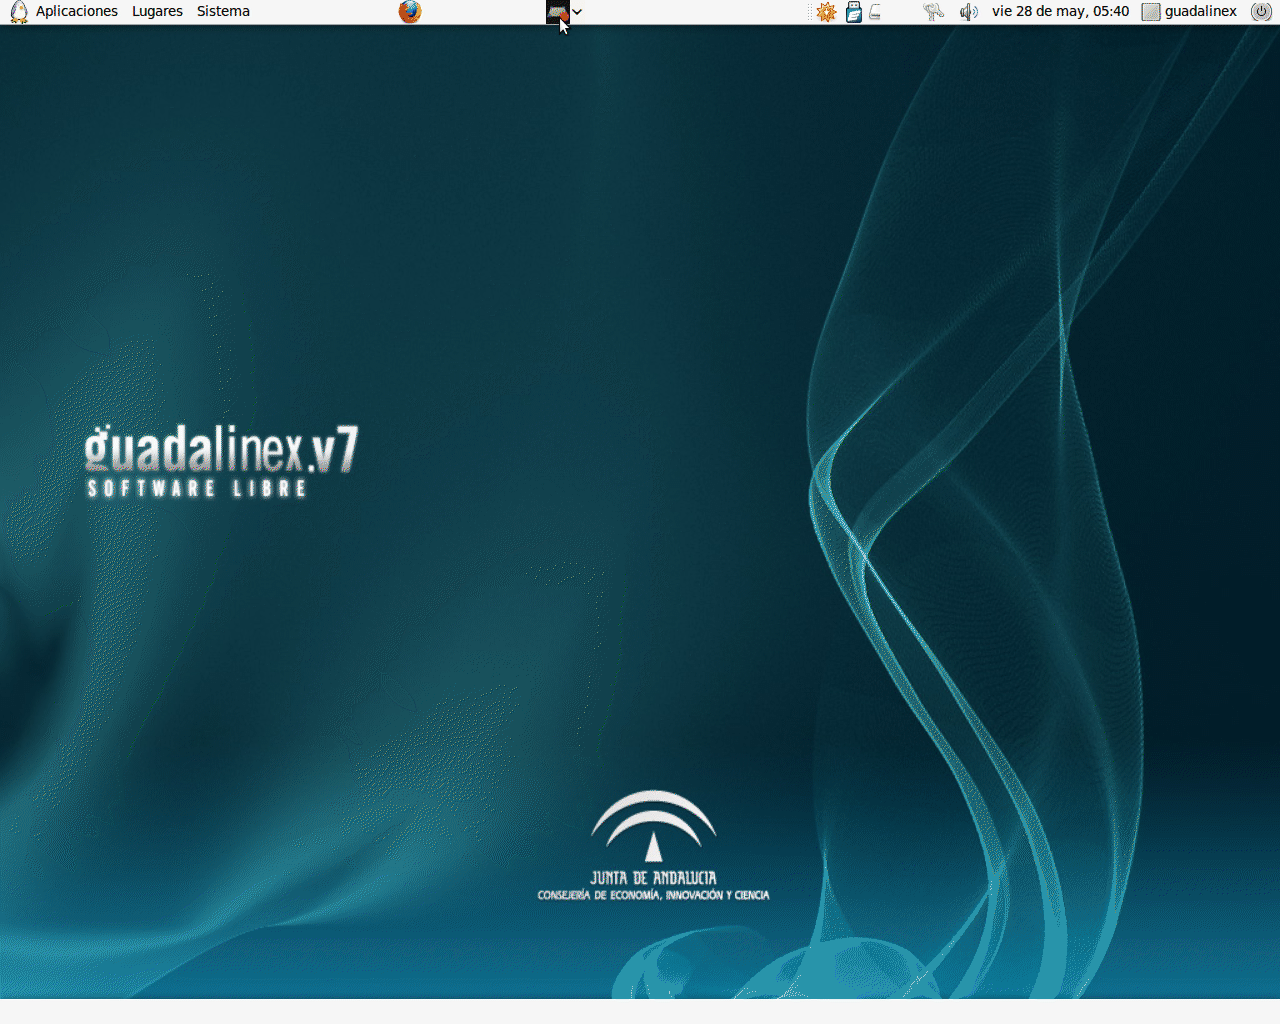 Aplicaciones Lugares Sistema vie 28 de may, 05:40 guadalinex
guadalinex.v7
SOFTWARE LIBRE
JUNTA DE ANDALUCIA
CONSEJERÍA DE ECONOMÍA, INNOVACIÓN Y CIENCIA